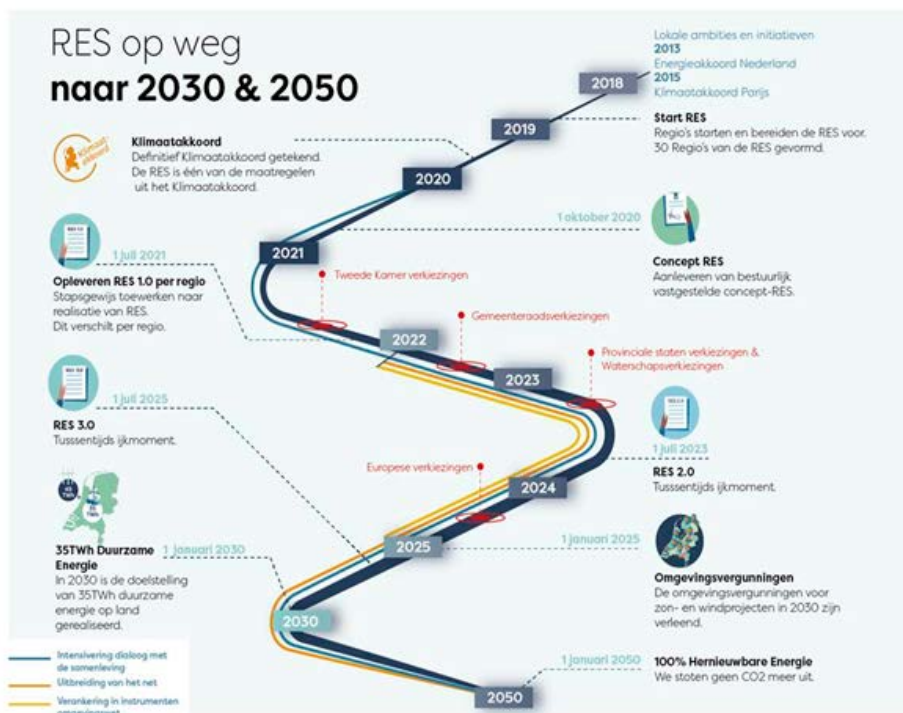 RES op weg
naar 2030 & 2050
Lokale ambities en initiatieven
2013
Energieakkoord Nederland
2015
Klimaatakkoord Parijs
2018
Start RES
Regio's starten en bereiden de RES voor.
30 Regio's van de RES gevormd.
2019
klimaat-
akkoord
Klimaatakkoord
Definitief Klimaatakkoord getekend.
De RES is één van de maatregelen
uit het Klimaatakkoord.
2020
1 oktober 2020
Concept RES
Aanleveren van bestuurlijk
vastgestelde concept-RES.
2021
RES 1.0
1 juli 2021
Opleveren RES 1.0 per regio
Stapsgewijs toewerken naar
realisatie van RES.
Dit verschilt per regio.
Tweede Kamer verkiezingen
2022
Gemeenteraadsverkiezingen
2023
Provinciale staten verkiezingen &
Waterschapsverkiezingen
1 juli 2025
RES 3.0
Tusssentijds ijkmoment.
1 juli 2023
RES 2.0
Tusssentijds ijkmoment.
Europese verkiezingen
2024
2025
1 januari 2025
Omgevingsvergunningen
De omgevingsvergunningen voor
zon- en windprojecten in 2030 zijn
verleend.
35TWh Duurzame
Energie
1 januari 2030
In 2030 is de doelstelling
van 35TWh duurzame
energie op land
gerealiseerd.
2030
1 januari 2050
100% Hernieuwbare Energie
We stoten geen CO2 meer uit.
2050
Intensivering dialoog met
de samenleving
Uitbreiding van het net
Verankering in instrumenten